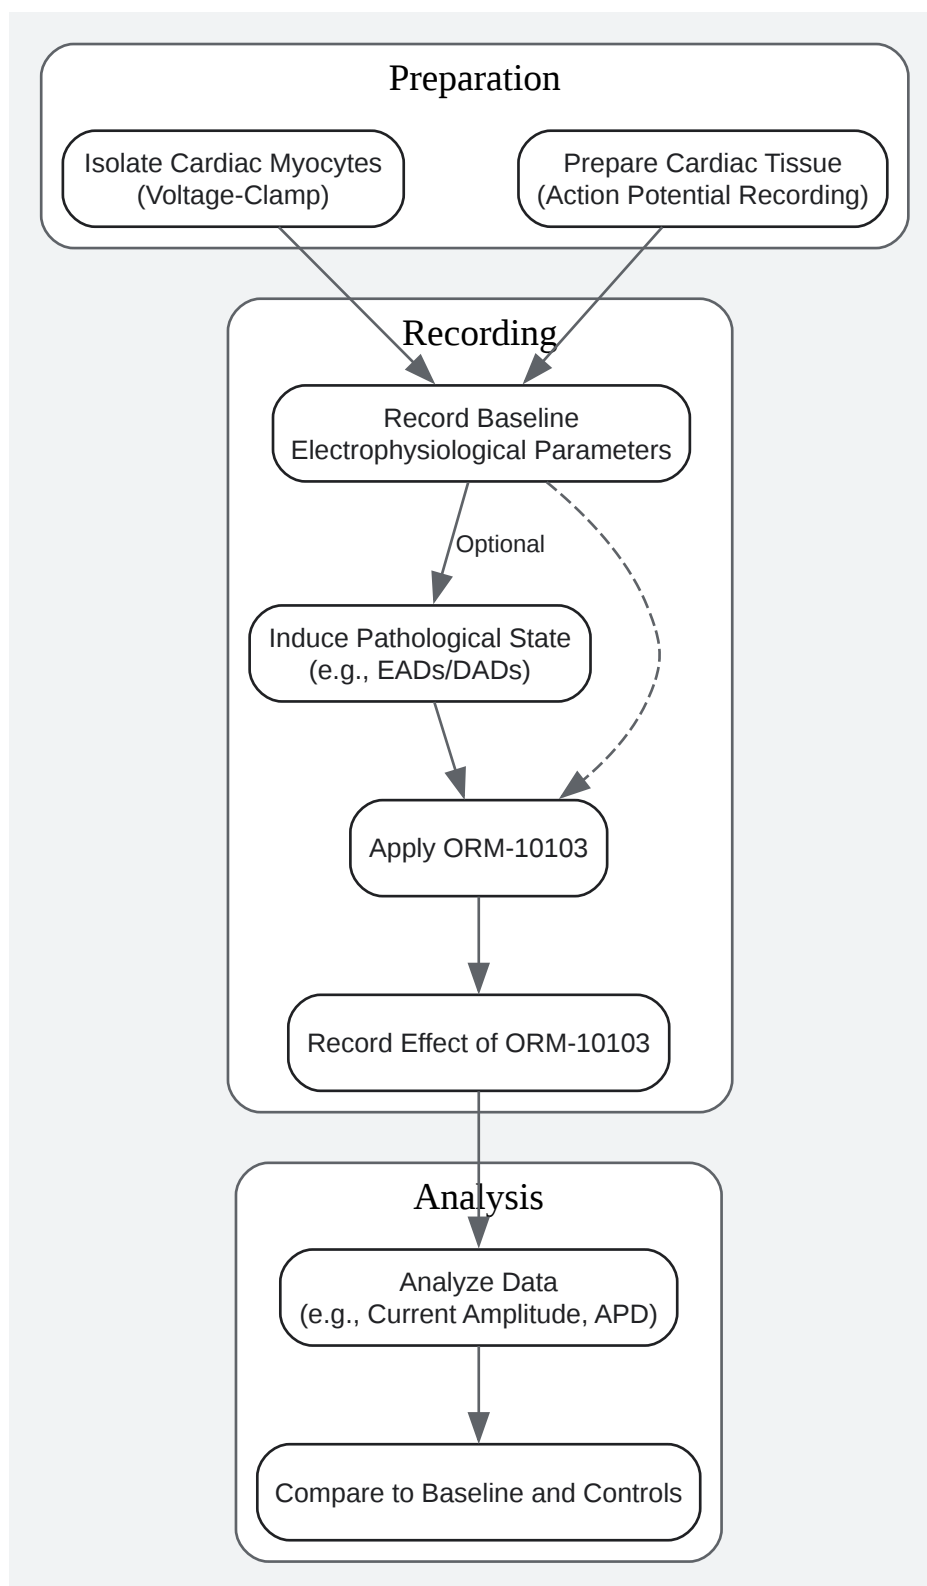 Preparation
Isolate Cardiac Myocytes
(Voltage-Clamp)
Prepare Cardiac Tissue
(Action Potential Recording)
Recording
Record Baseline
Electrophysiological Parameters
Optional
Induce Pathological State
(e.g., EADs/DADs)
Apply ORM-10103
Record Effect of ORM-10103
Analysis
Analyze Data
(e.g., Current Amplitude, APD)
Compare to Baseline and Controls